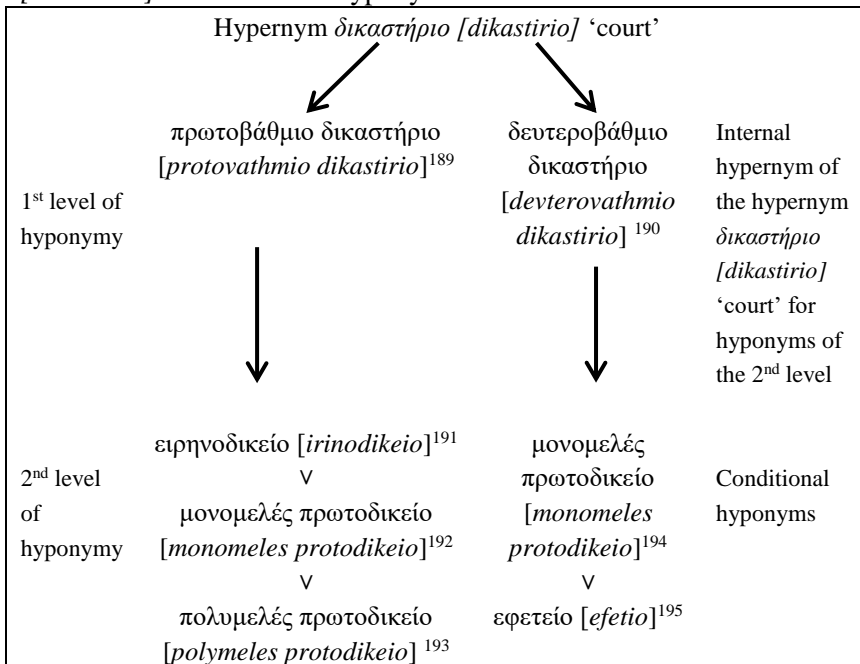 Hypernym δικαστήριο [dikastirio] ‘court’
1st level of
hyponymy
πρωτοβάθμιο δικαστήριο
[protovathmio dikastirio]189
δευτεροβάθμιο
δικαστήριο
[devterovathmio
dikastirio] 190
Internal
hypernym of
the hypernym
δικαστήριο
[dikastirio]
‘court’ for
hyponyms of
the 2nd level
2nd level
of
hyponymy
ειρηνοδικείο [irinodikeio]191
∨
μονομελές πρωτοδικείο
[monomeles protodikeio]192
∨
πολυμελές πρωτοδικείο
[polymeles protodikeio] 193
μονομελές
πρωτοδικείο
[monomeles
protodikeio]194
∨
εφετείο [efetio]195
Conditional
hyponyms